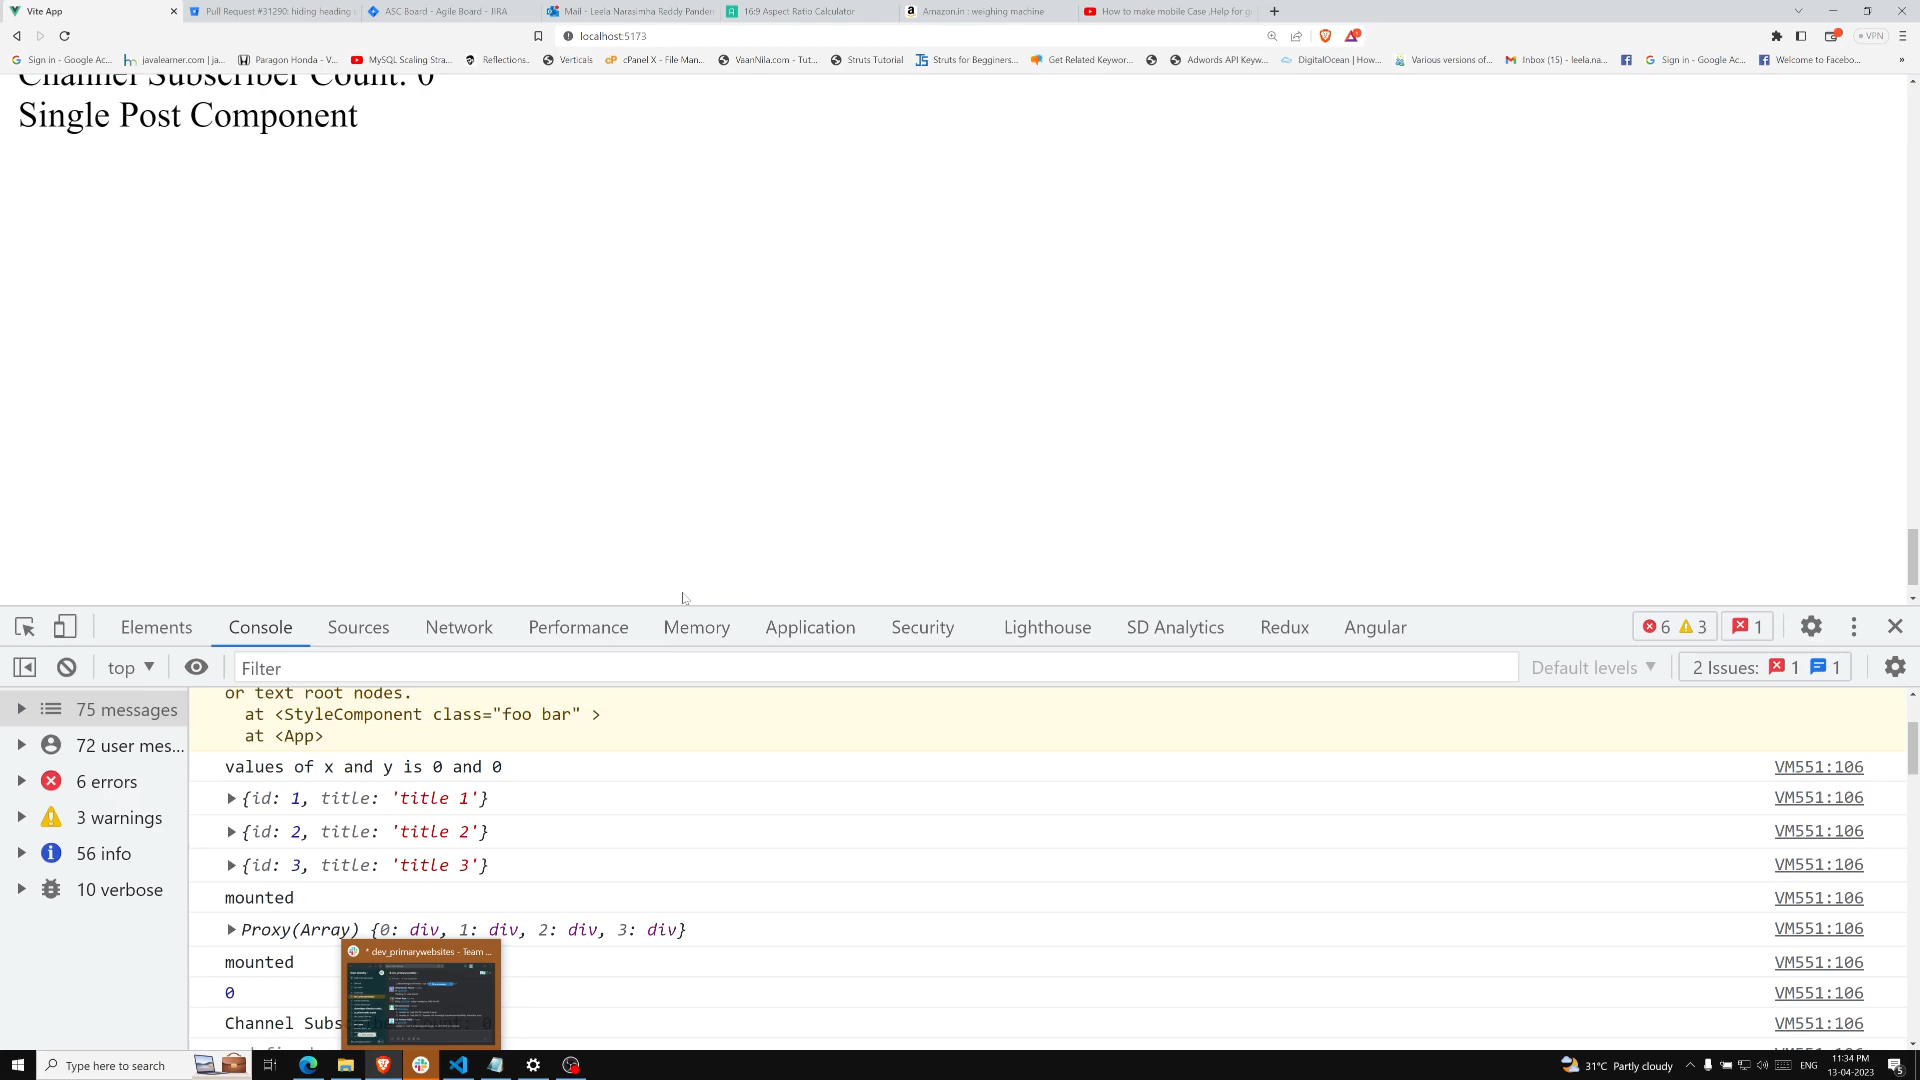 Vite App
Pull Request #31290: hiding heading
ASC Board - Agile Board - JIRA
Mail - Leela Narasimha Reddy Pander
16:9 Aspect Ratio Calculator
Amazon.in : weighing machine
How to make mobile Case ,Help for g
localhost:5173
VPN
Sign in - Google Ac...
javalearner.com | ja...
Paragon Honda - V...
MySQL Scaling Stra...
Reflections..
Verticals
cPanel X - File Man...
VaanNila.com - Tut...
Struts Tutorial
Struts for Begginers...
Get Related Keywor...
Adwords API Keyw...
DigitalOcean | How...
Various versions of...
Inbox (15) - leela.na...
Sign in - Google Ac...
Welcome to Facebo...
Channel Subscriber Count: 0
Single Post Component
Elements
Console
Sources
Network
Performance
Memory
Application
Security
Lighthouse
SD Analytics
Redux
Angular
6
3
1
top
Filter
Default levels
2 Issues:
1
1
75 messages
72 user mes...
6 errors
3 warnings
56 info
10 verbose
or text root nodes.
at <StyleComponent class="foo bar" >
at <App>
values of x and y is 0 and 0
VM551:106
{id: 1, title: 'title 1'}
VM551:106
{id: 2, title: 'title 2'}
VM551:106
{id: 3, title: 'title 3'}
VM551:106
mounted
VM551:106
Proxy(Array) {0: div, 1: div, 2: div, 3: div}
VM551:106
* dev_primarywebsites - Team ...
mounted
VM551:106
0
VM551:106
Channel Subs
VM551:106
Type here to search
31°C Partly cloudy
ENG
11:34 PM
13-04-2023
5